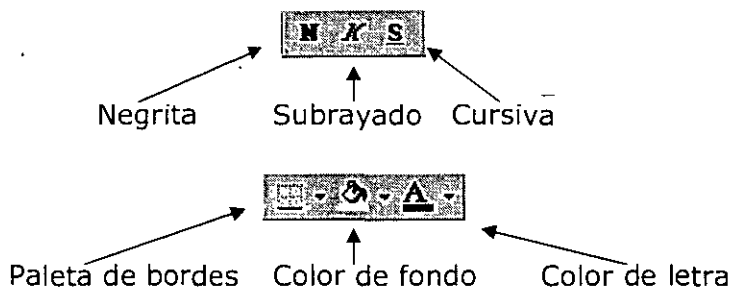 N K S
Negrita Subrayado Cursiva
A
Paleta de bordes Color de fondo Color de letra